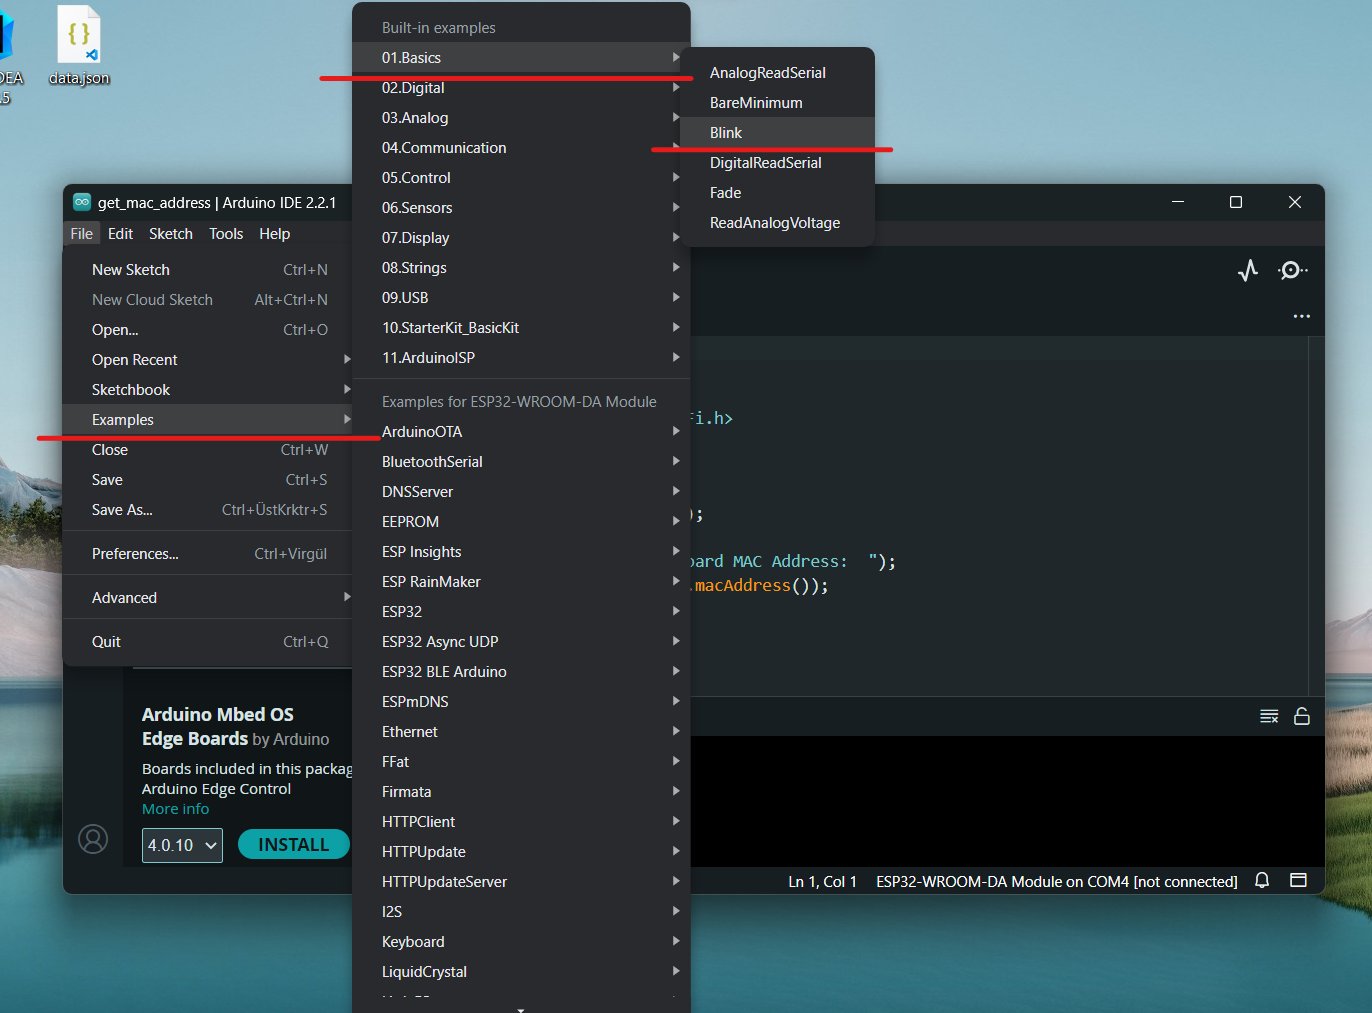 DEA
.5
data.json
get_mac_address | Arduino IDE 2.2.1
File Edit Sketch Tools Help
New Sketch Ctrl+N
New Cloud Sketch Alt+Ctrl+N
Open... Ctrl+O
Open Recent
Sketchbook
Examples
Close Ctrl+W
Save Ctrl+S
Save As... Ctrl+ÜstKrktr+S
Preferences... Ctrl+Virgül
Advanced
Quit Ctrl+Q
Built-in examples
01.Basics
02.Digital
03.Analog
04.Communication
05.Control
06.Sensors
07.Display
08.Strings
09.USB
10.StarterKit_BasicKit
11.ArduinoISP
Examples for ESP32-WROOM-DA Module
ArduinoOTA
BluetoothSerial
DNSServer
EEPROM
ESP Insights
ESP RainMaker
ESP32
ESP32 Async UDP
ESP32 BLE Arduino
ESPmDNS
Ethernet
FFat
Firmata
HTTPClient
HTTPUpdate
HTTPUpdateServer
I2S
Keyboard
LiquidCrystal
AnalogReadSerial
BareMinimum
Blink
DigitalReadSerial
Fade
ReadAnalogVoltage
Fi.h>
);
oard MAC Address:  ");
.macAddress());
Arduino Mbed OS
Edge Boards by Arduino
Boards included in this packag
Arduino Edge Control
More info
4.0.10 INSTALL
Ln 1, Col 1 ESP32-WROOM-DA Module on COM4 [not connected]